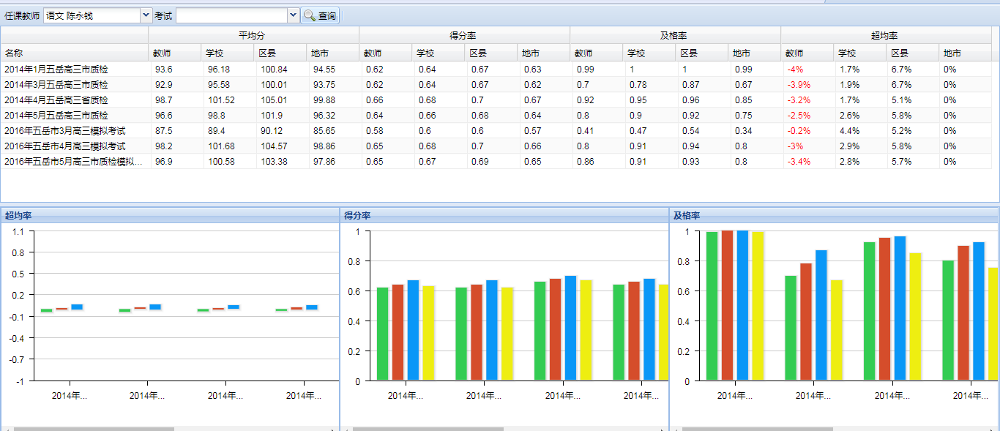 任课教师 语文 陈永钱 考试 查询
平均分 得分率 及格率 超均率
名称 教师 学校 区县 地市 教师 学校 区县 地市 教师 学校 区县 地市 教师 学校 区县 地市
2014年1月五岳高三市质检 93.6 96.18 100.84 94.55 0.62 0.64 0.67 0.63 0.99 1 1 0.99 -4% 1.7% 6.7% 0%
2014年3月五岳高三市质检 92.9 95.58 100.01 93.75 0.62 0.64 0.67 0.62 0.7 0.78 0.87 0.67 -3.9% 1.9% 6.7% 0%
2014年4月五岳高三省质检 98.7 101.52 105.01 99.88 0.66 0.68 0.7 0.67 0.92 0.95 0.96 0.85 -3.2% 1.7% 5.1% 0%
2014年5月五岳高三市质检 96.6 98.8 101.9 96.32 0.64 0.66 0.68 0.64 0.8 0.9 0.92 0.75 -2.5% 2.6% 5.8% 0%
2016年五岳市3月高三模拟考试 87.5 89.4 90.12 85.65 0.58 0.6 0.6 0.57 0.41 0.47 0.54 0.34 -0.2% 4.4% 5.2% 0%
2016年五岳市4月高三模拟考试 98.2 101.68 104.57 98.86 0.65 0.68 0.7 0.66 0.8 0.91 0.94 0.8 -3% 2.9% 5.8% 0%
2016年五岳市5月高三市质检模拟... 96.9 100.58 103.38 97.86 0.65 0.67 0.69 0.65 0.86 0.91 0.93 0.8 -3.4% 2.8% 5.7% 0%
超均率
1.1
0.8
0.5
0.2
-0.1
-0.4
-0.7
-1
2014年... 2014年... 2014年... 2014年...
得分率
1
0.8
0.6
0.4
0.2
0
2014年... 2014年... 2014年... 2014年...
及格率
1
0.8
0.6
0.4
0.2
0
2014年... 2014年... 2014年... 2014年...